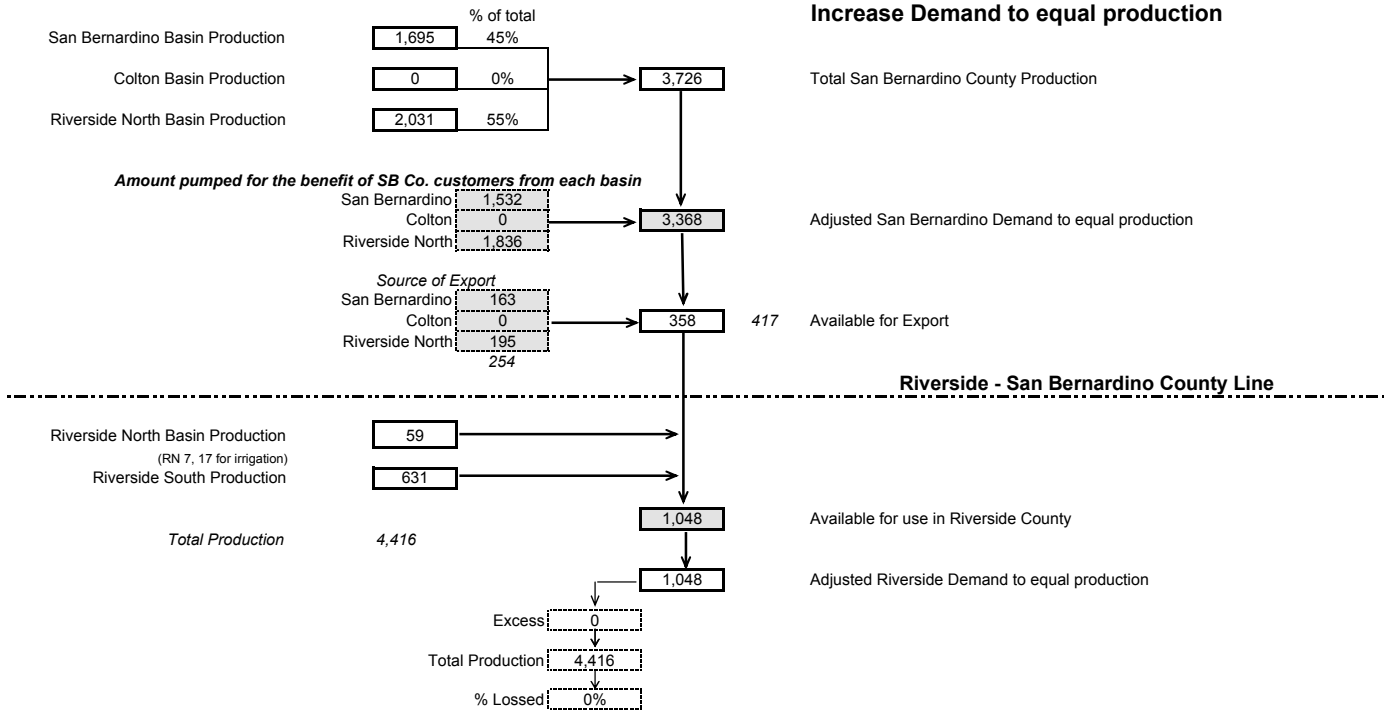 % of total
Increase Demand to equal production
San Bernardino Basin Production 1,695 45%
Colton Basin Production 0 0% 3,726 Total San Bernardino County Production
Riverside North Basin Production 2,031 55%
Amount pumped for the benefit of SB Co. customers from each basin
San Bernardino 1,532
Colton 0 3,368 Adjusted San Bernardino Demand to equal production
Riverside North 1,836
Source of Export
San Bernardino 163
Colton 0 358 417 Available for Export
Riverside North 195
254
Riverside - San Bernardino County Line
Riverside North Basin Production 59
(RN 7, 17 for irrigation)
Riverside South Production 631
1,048 Available for use in Riverside County
Total Production 4,416
1,048 Adjusted Riverside Demand to equal production
Excess 0
Total Production 4,416
% Lossed 0%